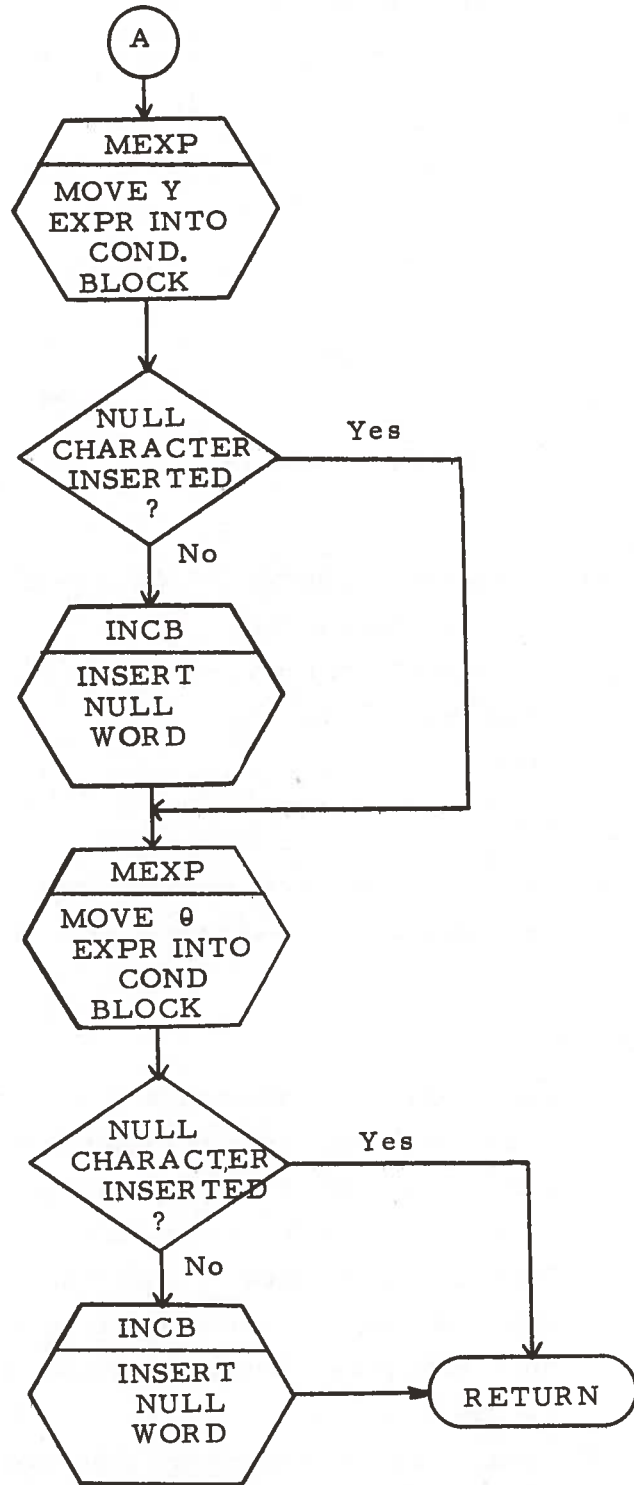 A
MEXP
MOVE Y
EXPR INTO
COND.
BLOCK
NULL
CHARACTER
INSERTED
?
Yes
No
INCB
INSERT
NULL
WORD
MEXP
MOVE θ
EXPR INTO
COND
BLOCK
NULL
CHARACTER
INSERTED
?
Yes
No
INCB
INSERT
NULL
WORD
RETURN